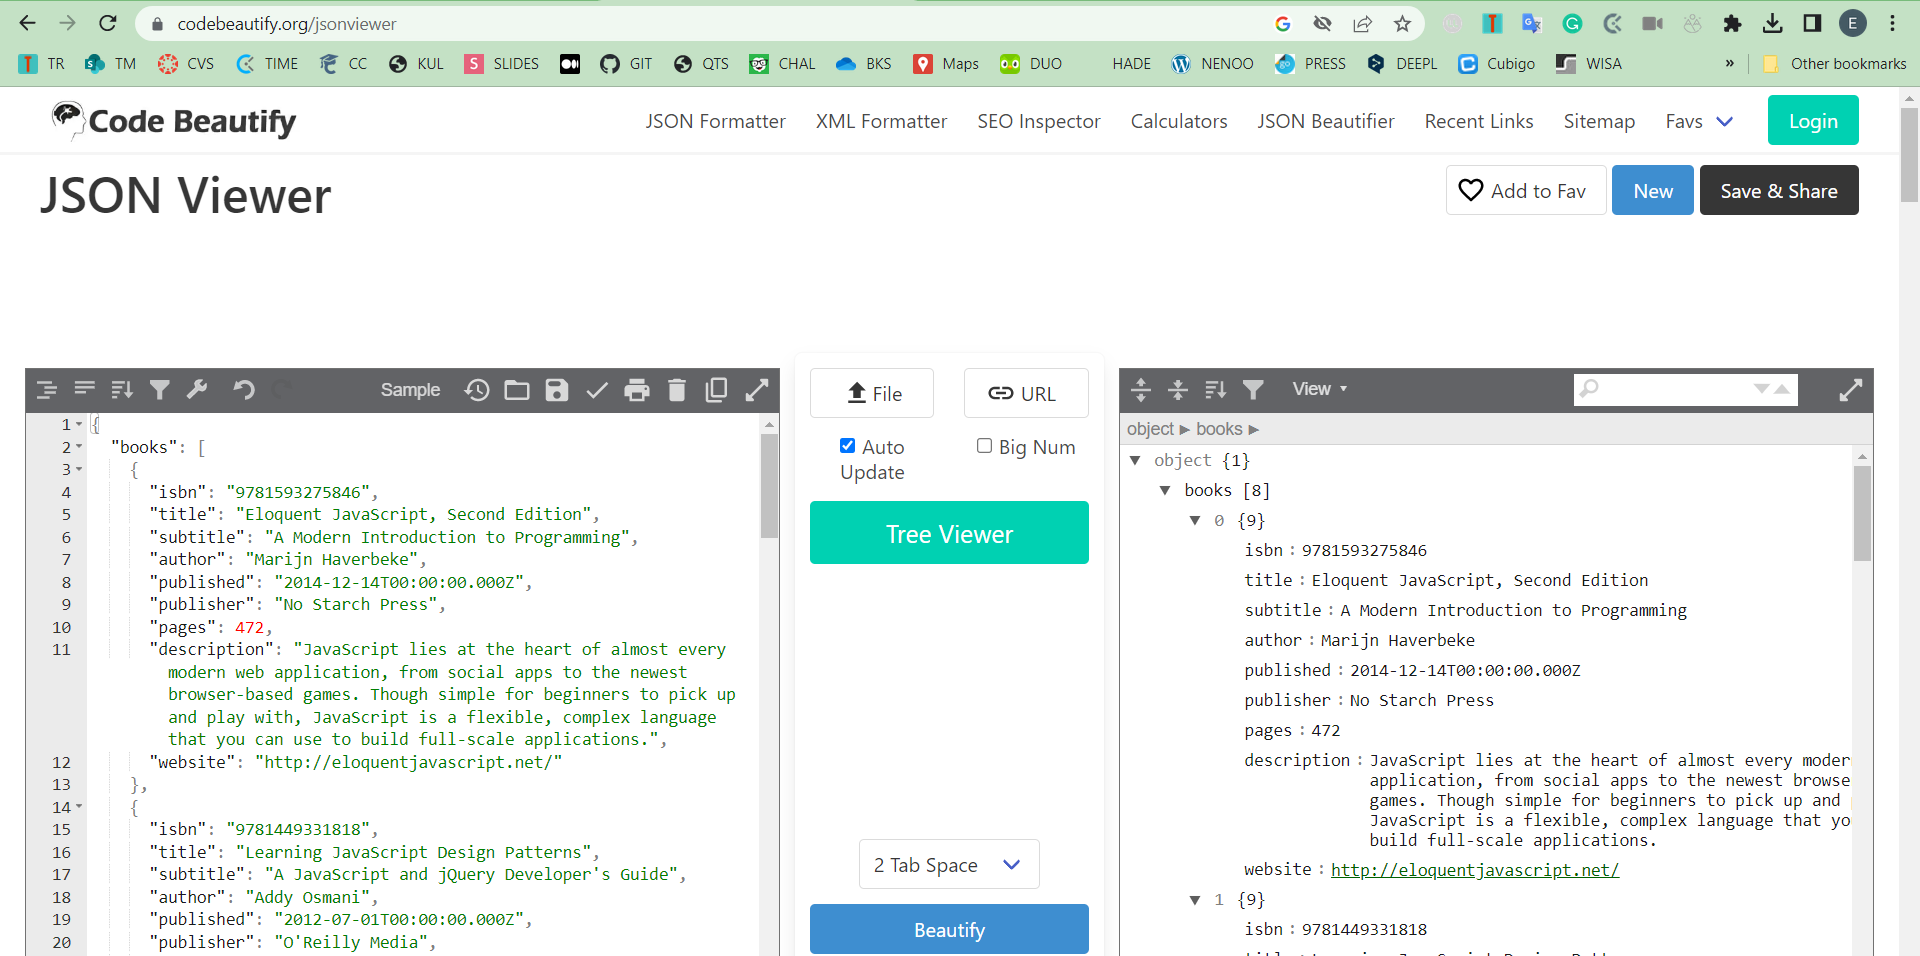 codebeautify.org/jsonviewer
E
TR TM CVS TIME CC KUL SLIDES GIT QTS CHAL BKS Maps DUO HADE NENOO PRESS DEEPL Cubigo WISA » Other bookmarks
Code Beautify
JSON Formatter XML Formatter SEO Inspector Calculators JSON Beautifier Recent Links Sitemap Favs Login
JSON Viewer
Add to Fav New Save & Share
Sample
1 {
2 "books": [
3 {
4 "isbn": "9781593275846",
5 "title": "Eloquent JavaScript, Second Edition",
6 "subtitle": "A Modern Introduction to Programming",
7 "author": "Marijn Haverbeke",
8 "published": "2014-12-14T00:00:00.000Z",
9 "publisher": "No Starch Press",
10 "pages": 472,
11 "description": "JavaScript lies at the heart of almost every
modern web application, from social apps to the newest
browser-based games. Though simple for beginners to pick up
and play with, JavaScript is a flexible, complex language
that you can use to build full-scale applications.",
12 "website": "http://eloquentjavascript.net/"
13 },
14 {
15 "isbn": "9781449331818",
16 "title": "Learning JavaScript Design Patterns",
17 "subtitle": "A JavaScript and jQuery Developer's Guide",
18 "author": "Addy Osmani",
19 "published": "2012-07-01T00:00:00.000Z",
20 "publisher": "O'Reilly Media",
File URL
Auto Update
Big Num
Tree Viewer
2 Tab Space
Beautify
View
object ▶ books ▶
object {1}
books [8]
0 {9}
isbn : 9781593275846
title : Eloquent JavaScript, Second Edition
subtitle : A Modern Introduction to Programming
author : Marijn Haverbeke
published : 2014-12-14T00:00:00.000Z
publisher : No Starch Press
pages : 472
description : JavaScript lies at the heart of almost every moder
application, from social apps to the newest browse
games. Though simple for beginners to pick up and
JavaScript is a flexible, complex language that yo
build full-scale applications.
website : http://eloquentjavascript.net/
1 {9}
isbn : 9781449331818